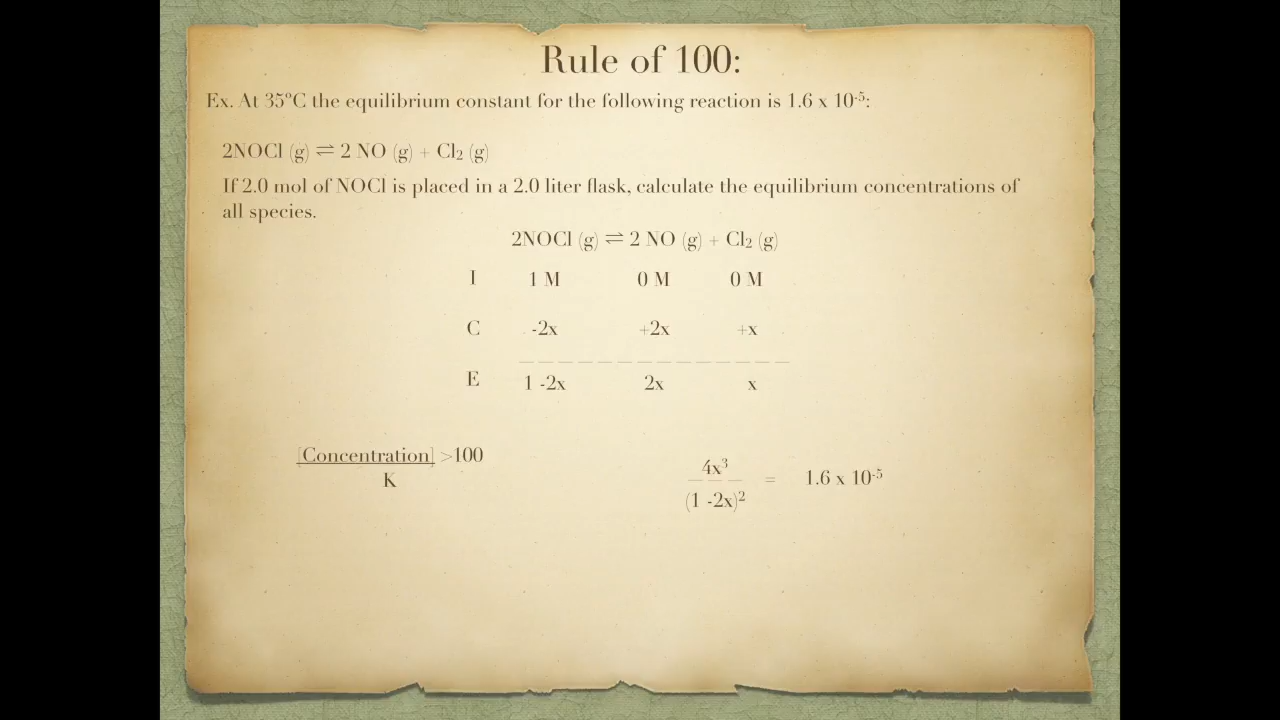 Rule of 100:
Ex. At 35°C the equilibrium constant for the following reaction is 1.6 x 10⁻⁵:
2NOCl (g) ⇌ 2 NO (g) + Cl₂ (g)
If 2.0 mol of NOCl is placed in a 2.0 liter flask, calculate the equilibrium concentrations of
all species.
2NOCl (g) ⇌ 2 NO (g) + Cl₂ (g)
I 1 M 0 M 0 M
C -2x +2x +x
E 1 -2x 2x x
[Concentration] >100
K
4x³
(1 -2x)²
= 1.6 x 10⁻⁵